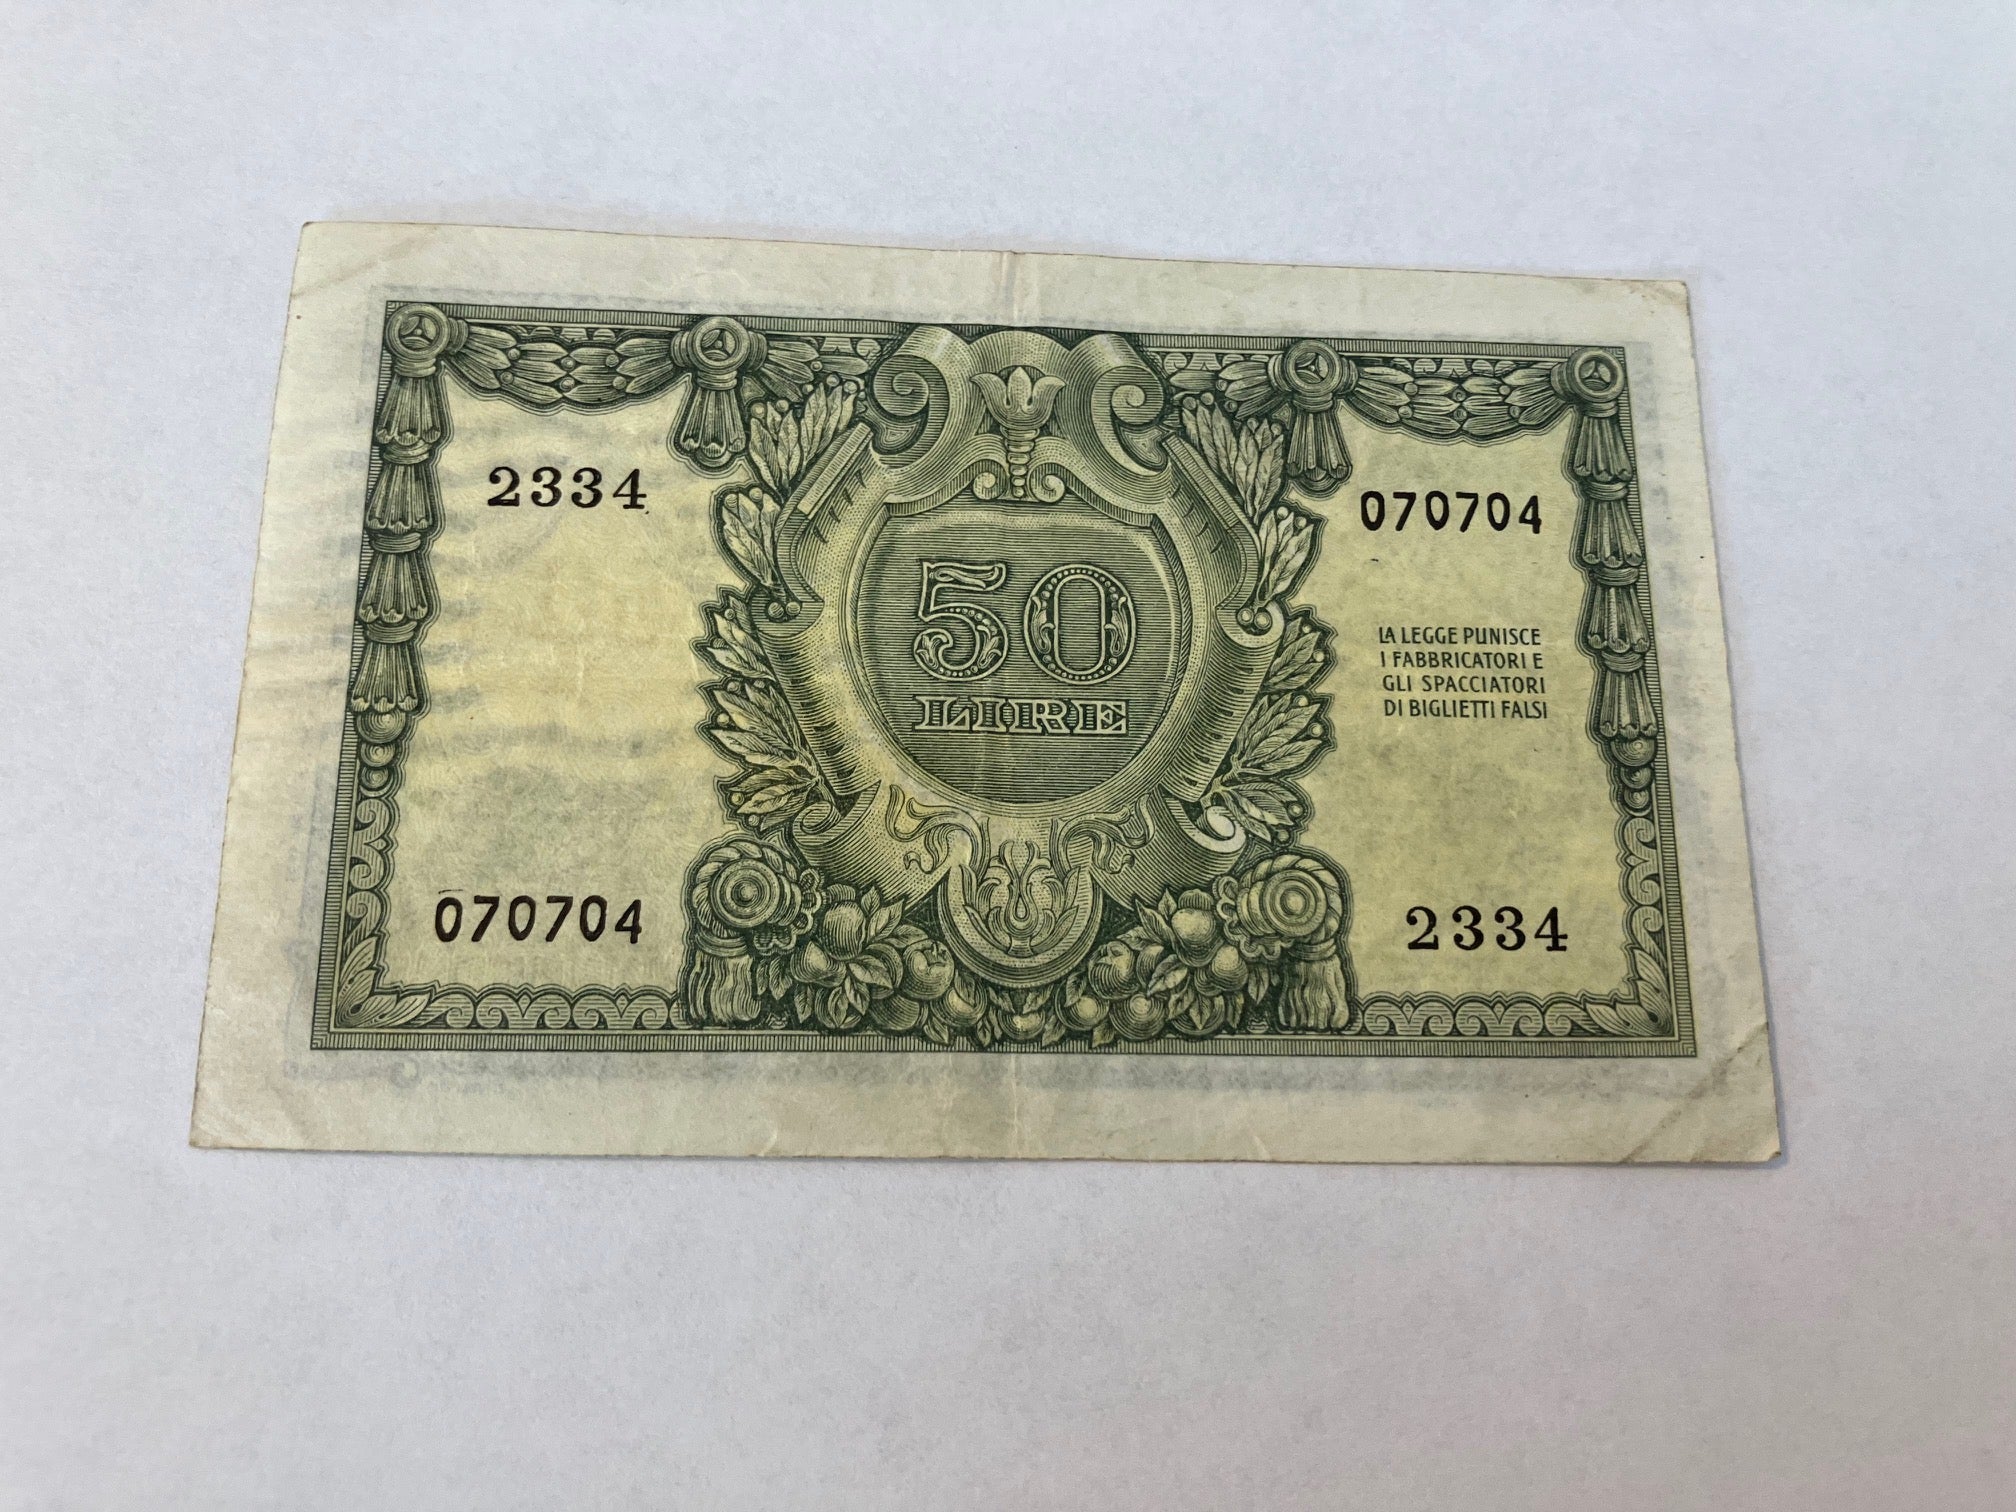 2334
070704
50
LIRE
LA LEGGE PUNISCE
I FABBRICATORI E
GLI SPACCIATORI
DI BIGLIETTI FALSI
070704
2334